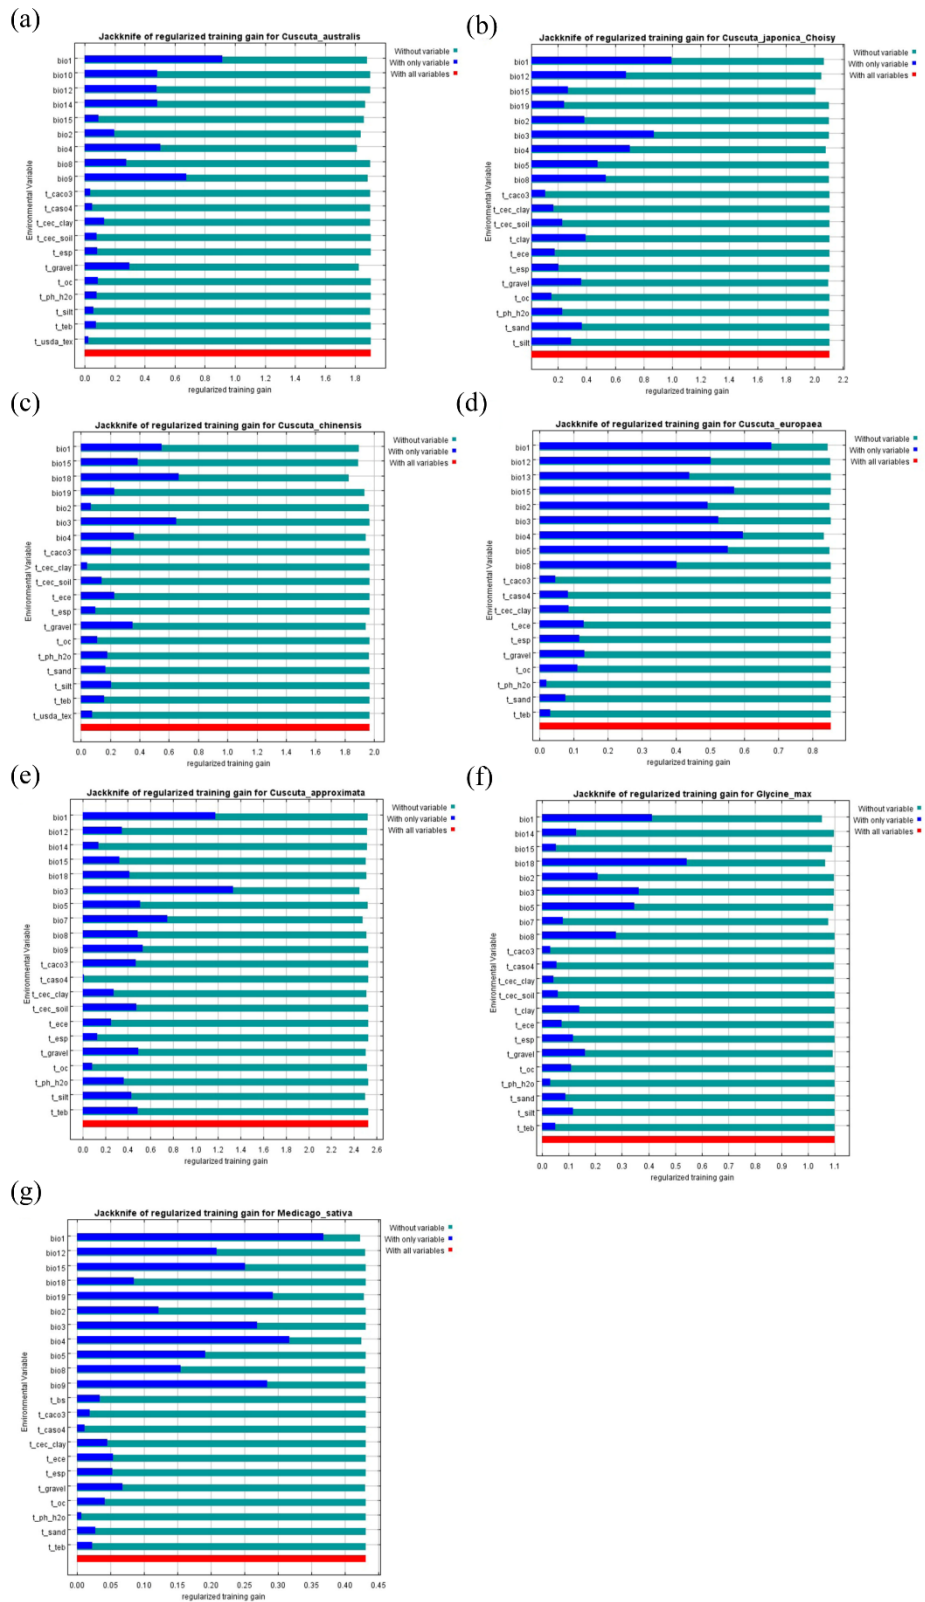 (a)
Jackknife of regularized training gain for Cuscuta_australis
Without variable
With only variable
With all variables
Environmental Variable
bio1
bio10
bio12
bio14
bio15
bio2
bio4
bio8
bio9
t_caco3
t_caso4
t_cec_clay
t_cec_soil
t_esp
t_gravel
t_oc
t_ph_h2o
t_silt
t_teb
t_usda_tex
0.0 0.2 0.4 0.6 0.8 1.0 1.2 1.4 1.6 1.8
regularized training gain
(b)
Jackknife of regularized training gain for Cuscuta_japonica_Choisy
Without variable
With only variable
With all variables
Environmental Variable
bio1
bio12
bio15
bio19
bio2
bio3
bio4
bio5
bio8
t_caco3
t_cec_clay
t_cec_soil
t_clay
t_ece
t_esp
t_gravel
t_oc
t_ph_h2o
t_sand
t_silt
0.2 0.4 0.6 0.8 1.0 1.2 1.4 1.6 1.8 2.0 2.2
regularized training gain
(c)
Jackknife of regularized training gain for Cuscuta_chinensis
Without variable
With only variable
With all variables
Environmental Variable
bio1
bio15
bio18
bio19
bio2
bio3
bio4
t_caco3
t_cec_clay
t_cec_soil
t_ece
t_esp
t_gravel
t_oc
t_ph_h2o
t_sand
t_silt
t_teb
t_usda_tex
0.0 0.2 0.4 0.6 0.8 1.0 1.2 1.4 1.6 1.8 2.0
regularized training gain
(d)
Jackknife of regularized training gain for Cuscuta_europaea
Without variable
With only variable
With all variables
Environmental Variable
bio1
bio12
bio13
bio15
bio2
bio3
bio4
bio5
bio8
t_caco3
t_caso4
t_cec_clay
t_ece
t_esp
t_gravel
t_oc
t_ph_h2o
t_sand
t_teb
0.0 0.1 0.2 0.3 0.4 0.5 0.6 0.7 0.8
regularized training gain
(e)
Jackknife of regularized training gain for Cuscuta_approximata
Without variable
With only variable
With all variables
Environmental Variable
bio1
bio12
bio14
bio15
bio18
bio3
bio5
bio7
bio8
bio9
t_caco3
t_caso4
t_cec_clay
t_cec_soil
t_ece
t_esp
t_gravel
t_oc
t_ph_h2o
t_silt
t_teb
0.0 0.2 0.4 0.6 0.8 1.0 1.2 1.4 1.6 1.8 2.0 2.2 2.4 2.6
regularized training gain
(f)
Jackknife of regularized training gain for Glycine_max
Without variable
With only variable
With all variables
Environmental Variable
bio1
bio14
bio15
bio18
bio2
bio3
bio5
bio7
bio8
t_caco3
t_caso4
t_cec_clay
t_cec_soil
t_clay
t_ece
t_esp
t_gravel
t_oc
t_ph_h2o
t_sand
t_silt
t_teb
0.0 0.1 0.2 0.3 0.4 0.5 0.6 0.7 0.8 0.9 1.0 1.1
regularized training gain
(g)
Jackknife of regularized training gain for Medicago_sativa
Without variable
With only variable
With all variables
Environmental Variable
bio1
bio12
bio15
bio18
bio19
bio2
bio3
bio4
bio5
bio8
bio9
t_bs
t_caco3
t_caso4
t_cec_clay
t_ece
t_esp
t_gravel
t_oc
t_ph_h2o
t_sand
t_teb
0.00 0.05 0.10 0.15 0.20 0.25 0.30 0.35 0.40 0.45
regularized training gain